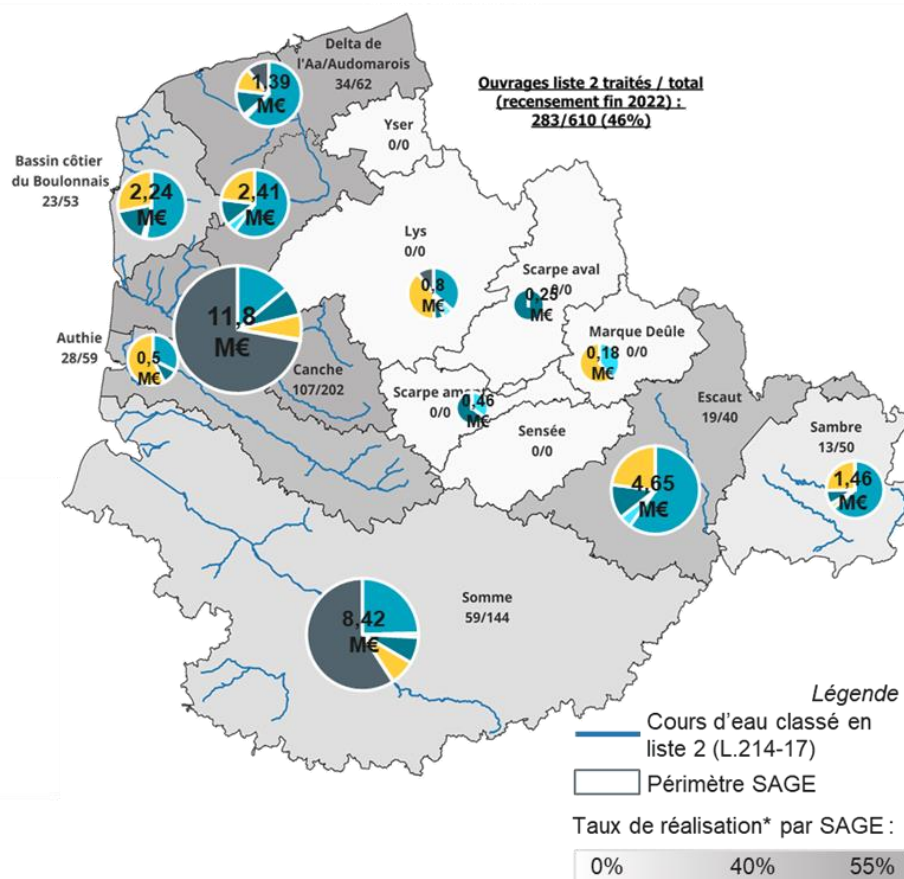 Delta de
l'Aa/Audomarois
34/62
1,39
M€
Ouvrages liste 2 traités / total
(recensement fin 2022) :
283/610 (46%)
Yser
0/0
Bassin côtier
du Boulonnais
23/53
2,24
M€
2,41
M€
Lys
0/0
0,8
M€
Scarpe aval
0/0
0,25
M€
11,8
M€
Authie
28/59
0,5
M€
Canche
107/202
Marque Deûle
0/0
0,18
M€
Scarpe amont
0/0
0,46
M€
Sensée
0/0
Escaut
19/40
4,65
M€
Sambre
13/50
1,46
M€
Somme
59/144
8,42
M€
Légende
Cours d'eau classé en
liste 2 (L.214-17)
Périmètre SAGE
Taux de réalisation* par SAGE :
0% 40% 55%